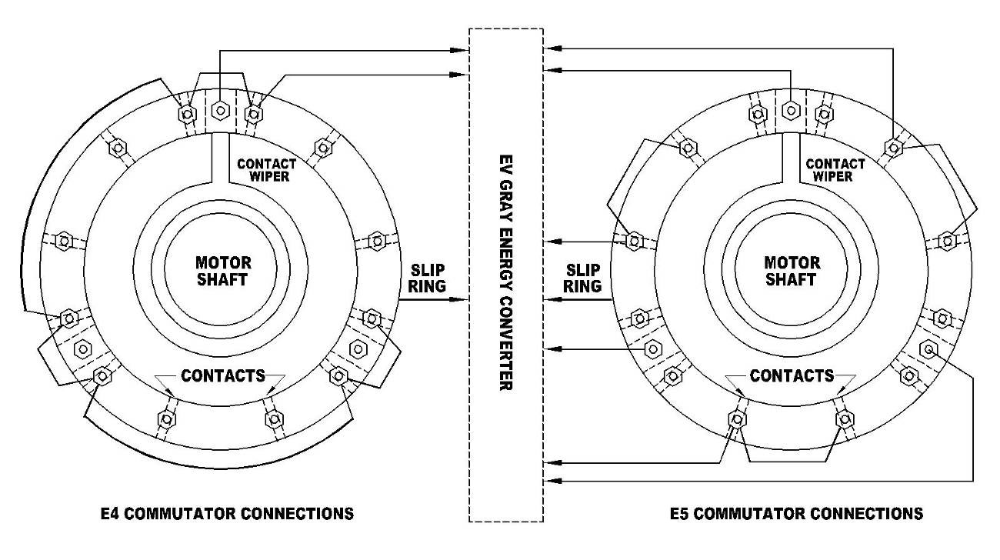 CONTACT
WIPER
MOTOR
SHAFT
SLIP
RING
CONTACTS
E4 COMMUTATOR CONNECTIONS
EV GRAY ENERGY CONVERTER
CONTACT
WIPER
SLIP
RING
MOTOR
SHAFT
CONTACTS
E5 COMMUTATOR CONNECTIONS